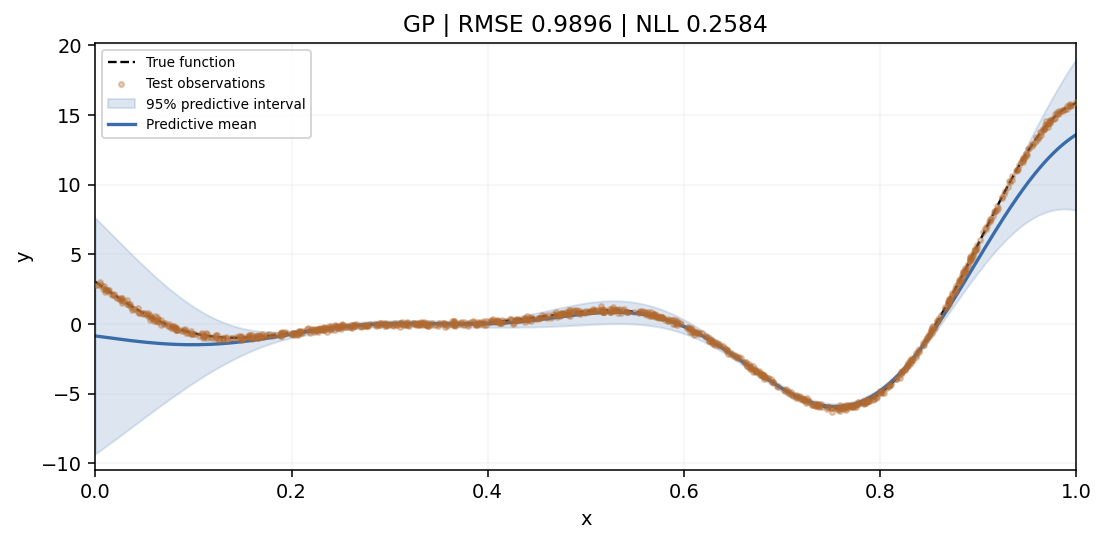 GP | RMSE 0.9896 | NLL 0.2584
True function
Test observations
95% predictive interval
Predictive mean
y
20
15
10
5
0
−5
−10
0.0 0.2 0.4 0.6 0.8 1.0
x